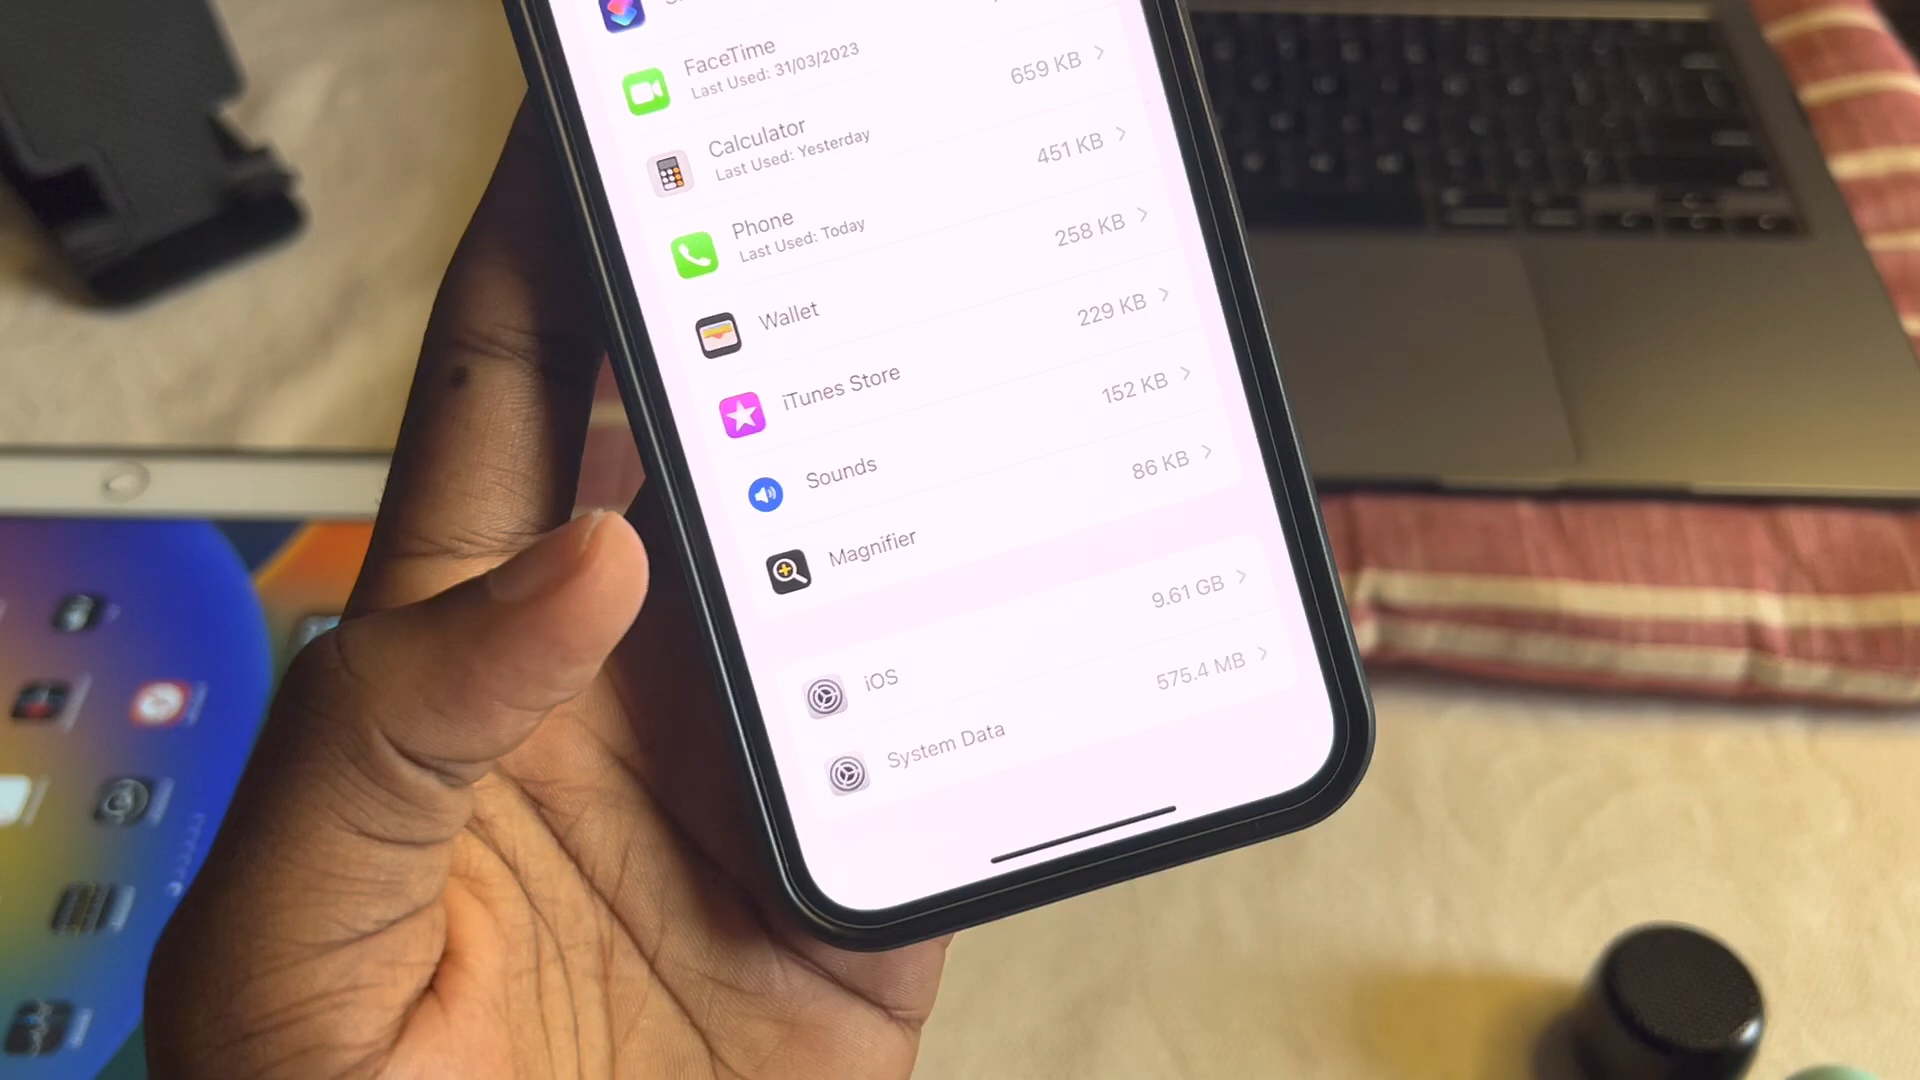 FaceTime
Last Used: 31/03/2023
Calculator
659 KB
Last Used: Yesterday
Phone
451 KB
Last Used: Today
Wallet
258 KB
iTunes Store
229 KB
Sounds
152 KB
Magnifier
86 KB
iOS
9.61 GB
System Data
575.4 MB